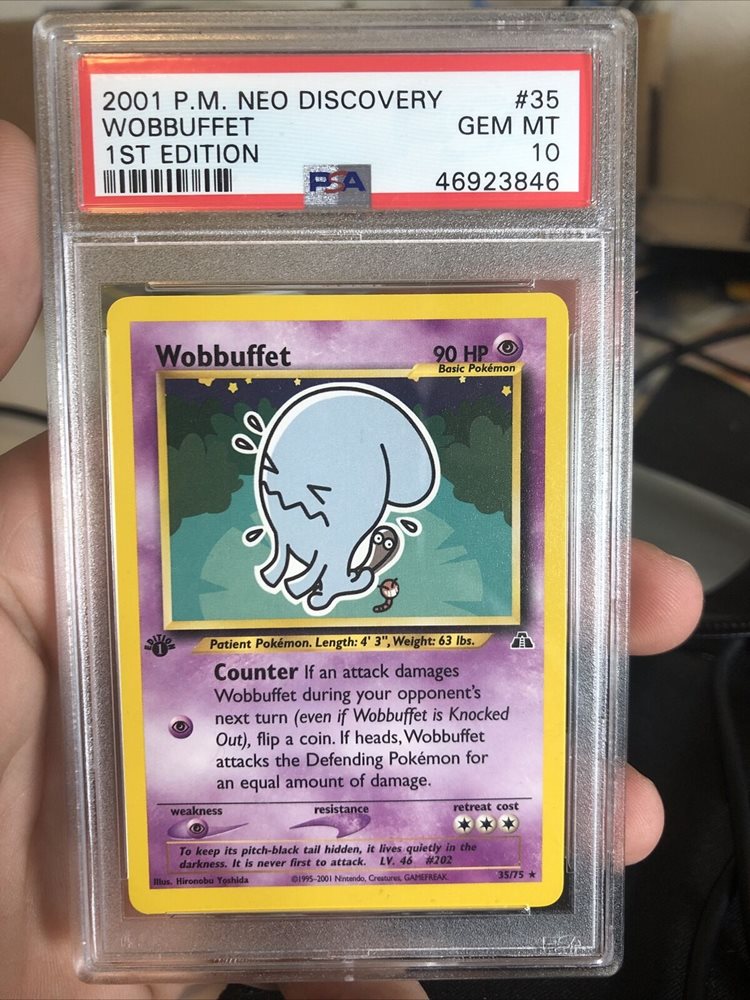 2001 P.M. NEO DISCOVERY #35
WOBBUFFET GEM MT
1ST EDITION 10
PSA 46923846
Wobbuffet 90 HP
Basic Pokémon
EDITION
1
Patient Pokémon. Length: 4' 3", Weight: 63 lbs.
Counter If an attack damages
Wobbuffet during your opponent's
next turn (even if Wobbuffet is Knocked
Out), flip a coin. If heads, Wobbuffet
attacks the Defending Pokémon for
an equal amount of damage.
weakness resistance retreat cost
To keep its pitch-black tail hidden, it lives quietly in the
darkness. It is never first to attack. LV. 46 #202
Illus. Hironobu Yoshida ©1995-2001 Nintendo, Creatures, GAMEFREAK. 35/75 ★
PSA